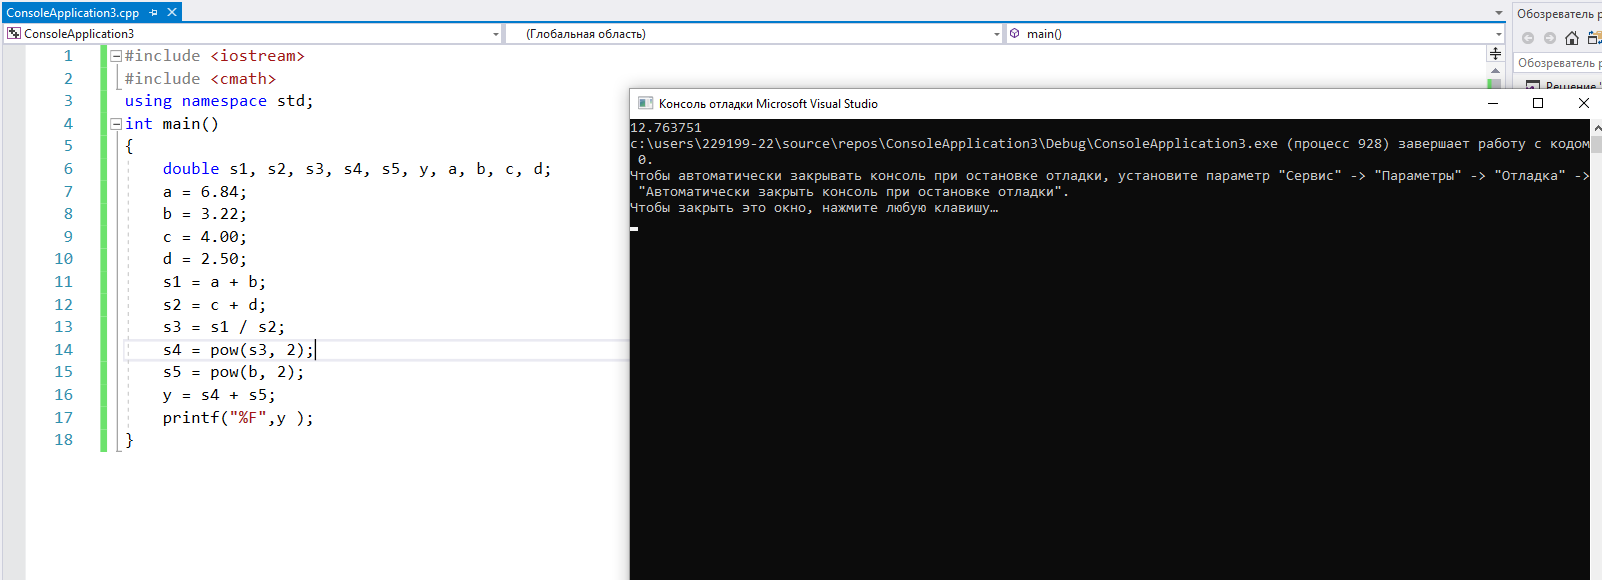 ConsoleApplication3.cpp
ConsoleApplication3 (Глобальная область) main()
1 #include <iostream>
2 #include <cmath>
3 using namespace std;
4 int main()
5 {
6 double s1, s2, s3, s4, s5, y, a, b, c, d;
7 a = 6.84;
8 b = 3.22;
9 c = 4.00;
10 d = 2.50;
11 s1 = a + b;
12 s2 = c + d;
13 s3 = s1 / s2;
14 s4 = pow(s3, 2);
15 s5 = pow(b, 2);
16 y = s4 + s5;
17 printf("%F",y );
18 }
Консоль отладки Microsoft Visual Studio
12.763751
c:\users\229199-22\source\repos\ConsoleApplication3\Debug\ConsoleApplication3.exe (процесс 928) завершает работу с кодом
0.
Чтобы автоматически закрывать консоль при остановке отладки, установите параметр "Сервис" -> "Параметры" -> "Отладка" ->
"Автоматически закрыть консоль при остановке отладки".
Чтобы закрыть это окно, нажмите любую клавишу…
Обозреватель р
Обозреватель р
Решение "